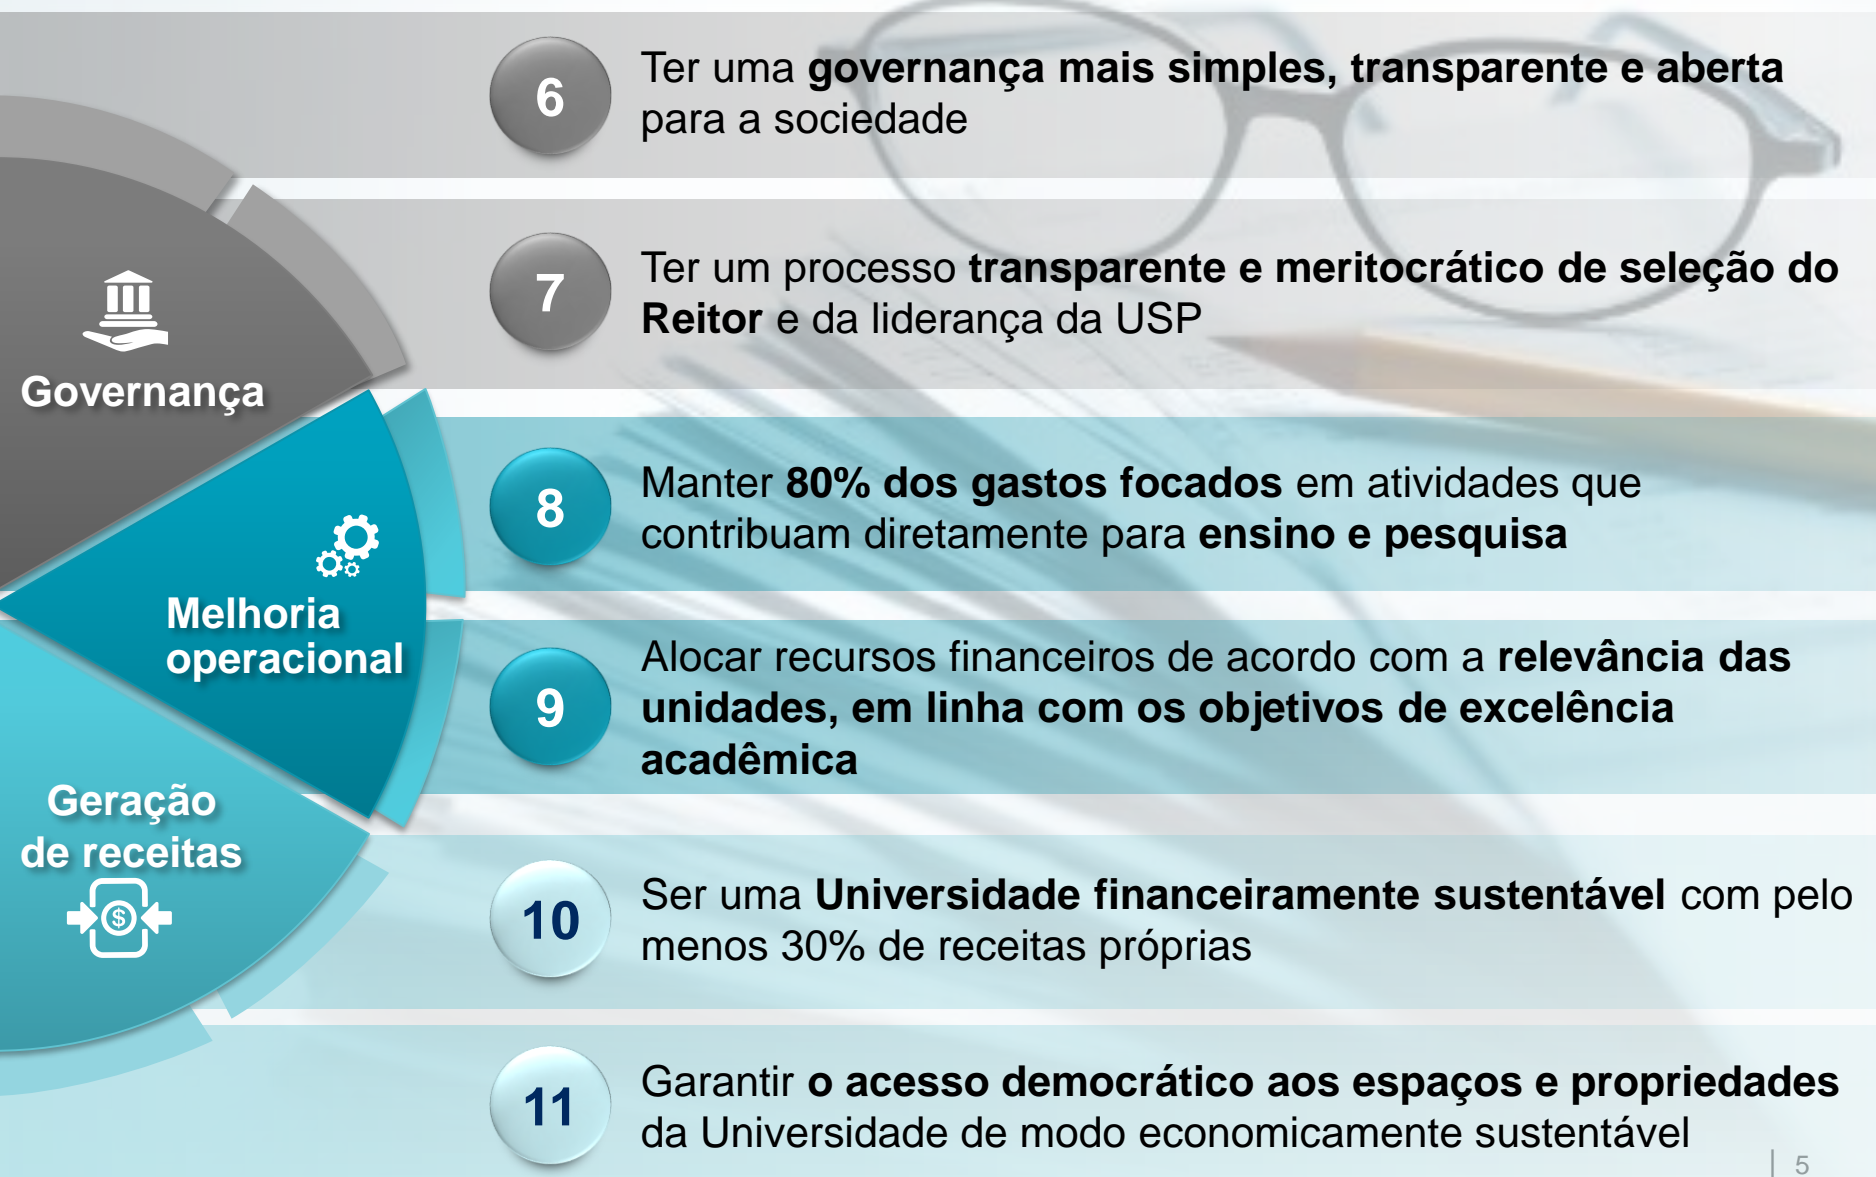 6
Ter uma governança mais simples, transparente e aberta
para a sociedade
7
Ter um processo transparente e meritocrático de seleção do
Reitor e da liderança da USP
Governança
8
Manter 80% dos gastos focados em atividades que
contribuam diretamente para ensino e pesquisa
Melhoria
operacional
9
Alocar recursos financeiros de acordo com a relevância das
unidades, em linha com os objetivos de excelência
acadêmica
Geração
de receitas
$
10
Ser uma Universidade financeiramente sustentável com pelo
menos 30% de receitas próprias
11
Garantir o acesso democrático aos espaços e propriedades
da Universidade de modo economicamente sustentável
| 5